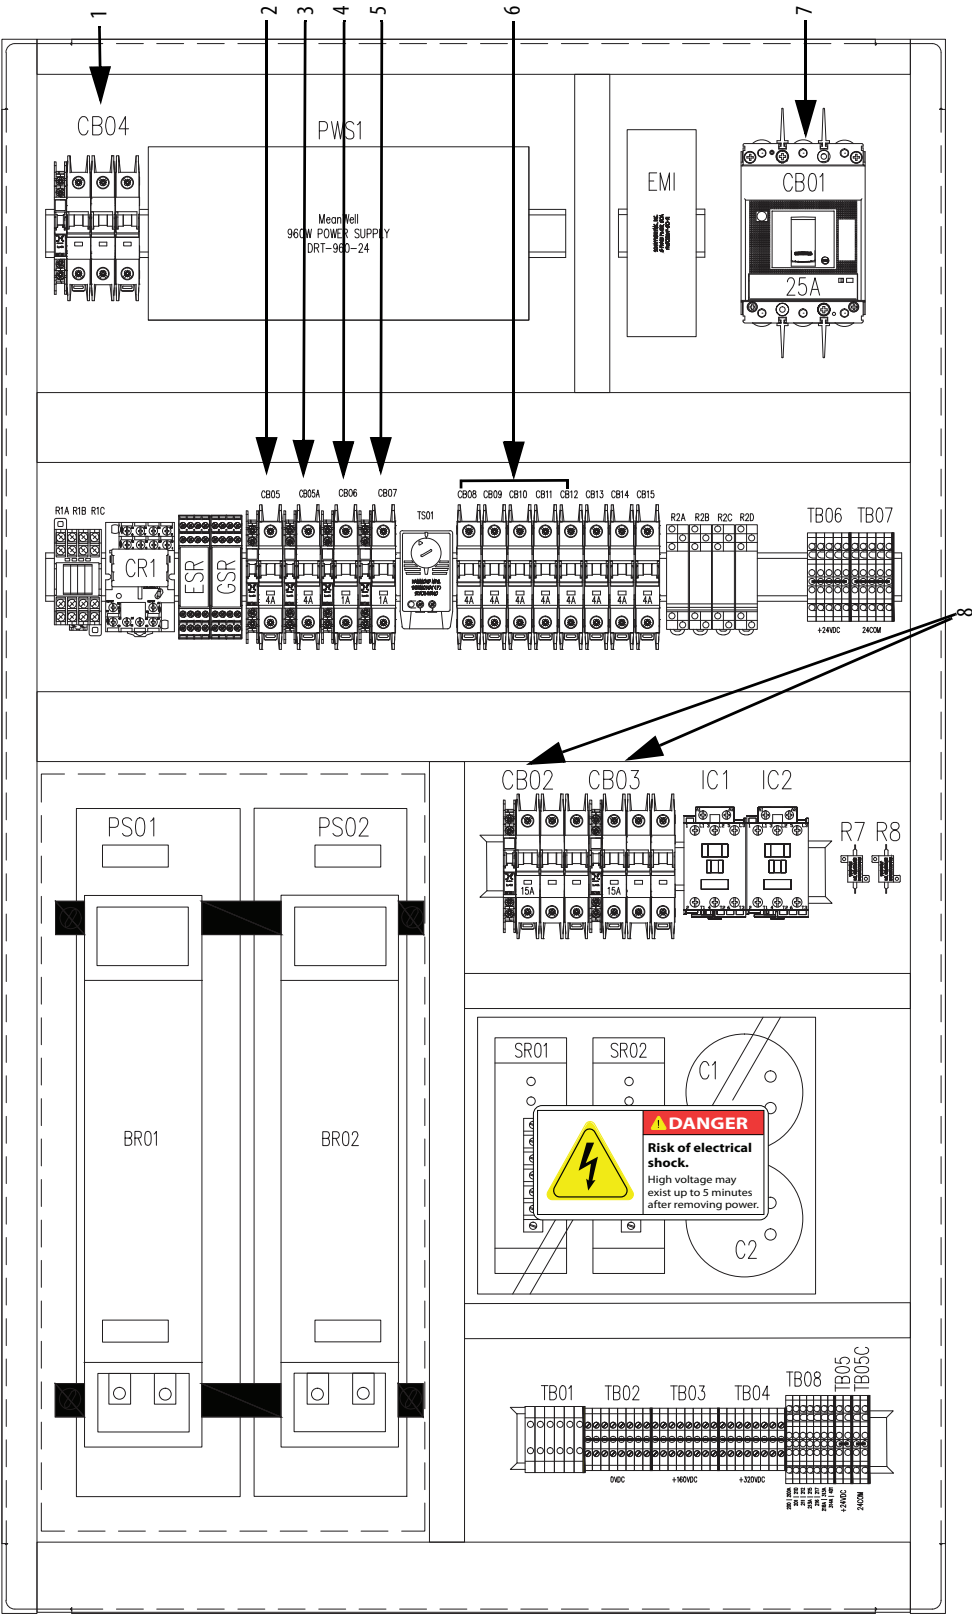 1
2
3
4
5
6
7
CB04
PWS1
MeanWell
960W POWER SUPPLY
DRT-960-24
EMI
CB01
25A
CB05
CB05A
CB06
CB07
CB08
CB09
CB10
CB11
CB12
CB13
CB14
CB15
R1A R1B R1C
TS01
R2A
R2B
R2C
R2D
TB06
TB07
CR1
ESR
GSR
4A
4A
1A
1A
4A
4A
4A
4A
4A
4A
4A
4A
+24VDC
24COM
8
CB02
CB03
IC1
IC2
15A
15A
R7
R8
PS01
PS02
BR01
BR02
SR01
SR02
C1
C2
DANGER
Risk of electrical
shock.
High voltage may
exist up to 5 minutes
after removing power.
TB01
TB02
TB03
TB04
TB08
TB05
TB05C
0VDC
+160VDC
+320VDC
+24VDC
24COM